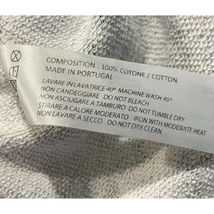 COMPOSITION : 100% COTONE / COTTON
MADE IN PORTUGAL
LAVARE IN LAVATRICE 40° MACHINE WASH 40°
NON CANDEGGIARE DO NOT BLEACH
NON ASCIUGARE A TAMBURO DO NOT TUMBLE DRY
STIRARE A CALORE MODERATO IRON WITH MODERATE HEAT
NON LAVARE A SECCO DO NOT DRY CLEAN